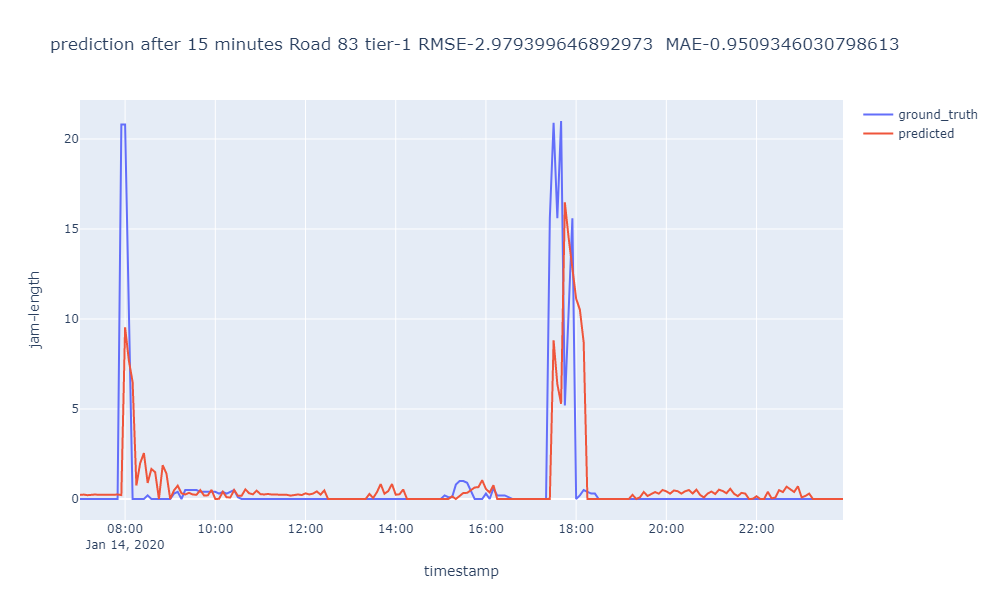 prediction after 15 minutes Road 83 tier-1 RMSE-2.979399646892973  MAE-0.9509346030798613
ground_truth
predicted
20
15
10
5
0
jam-length
08:00 10:00 12:00 14:00 16:00 18:00 20:00 22:00
Jan 14, 2020
timestamp